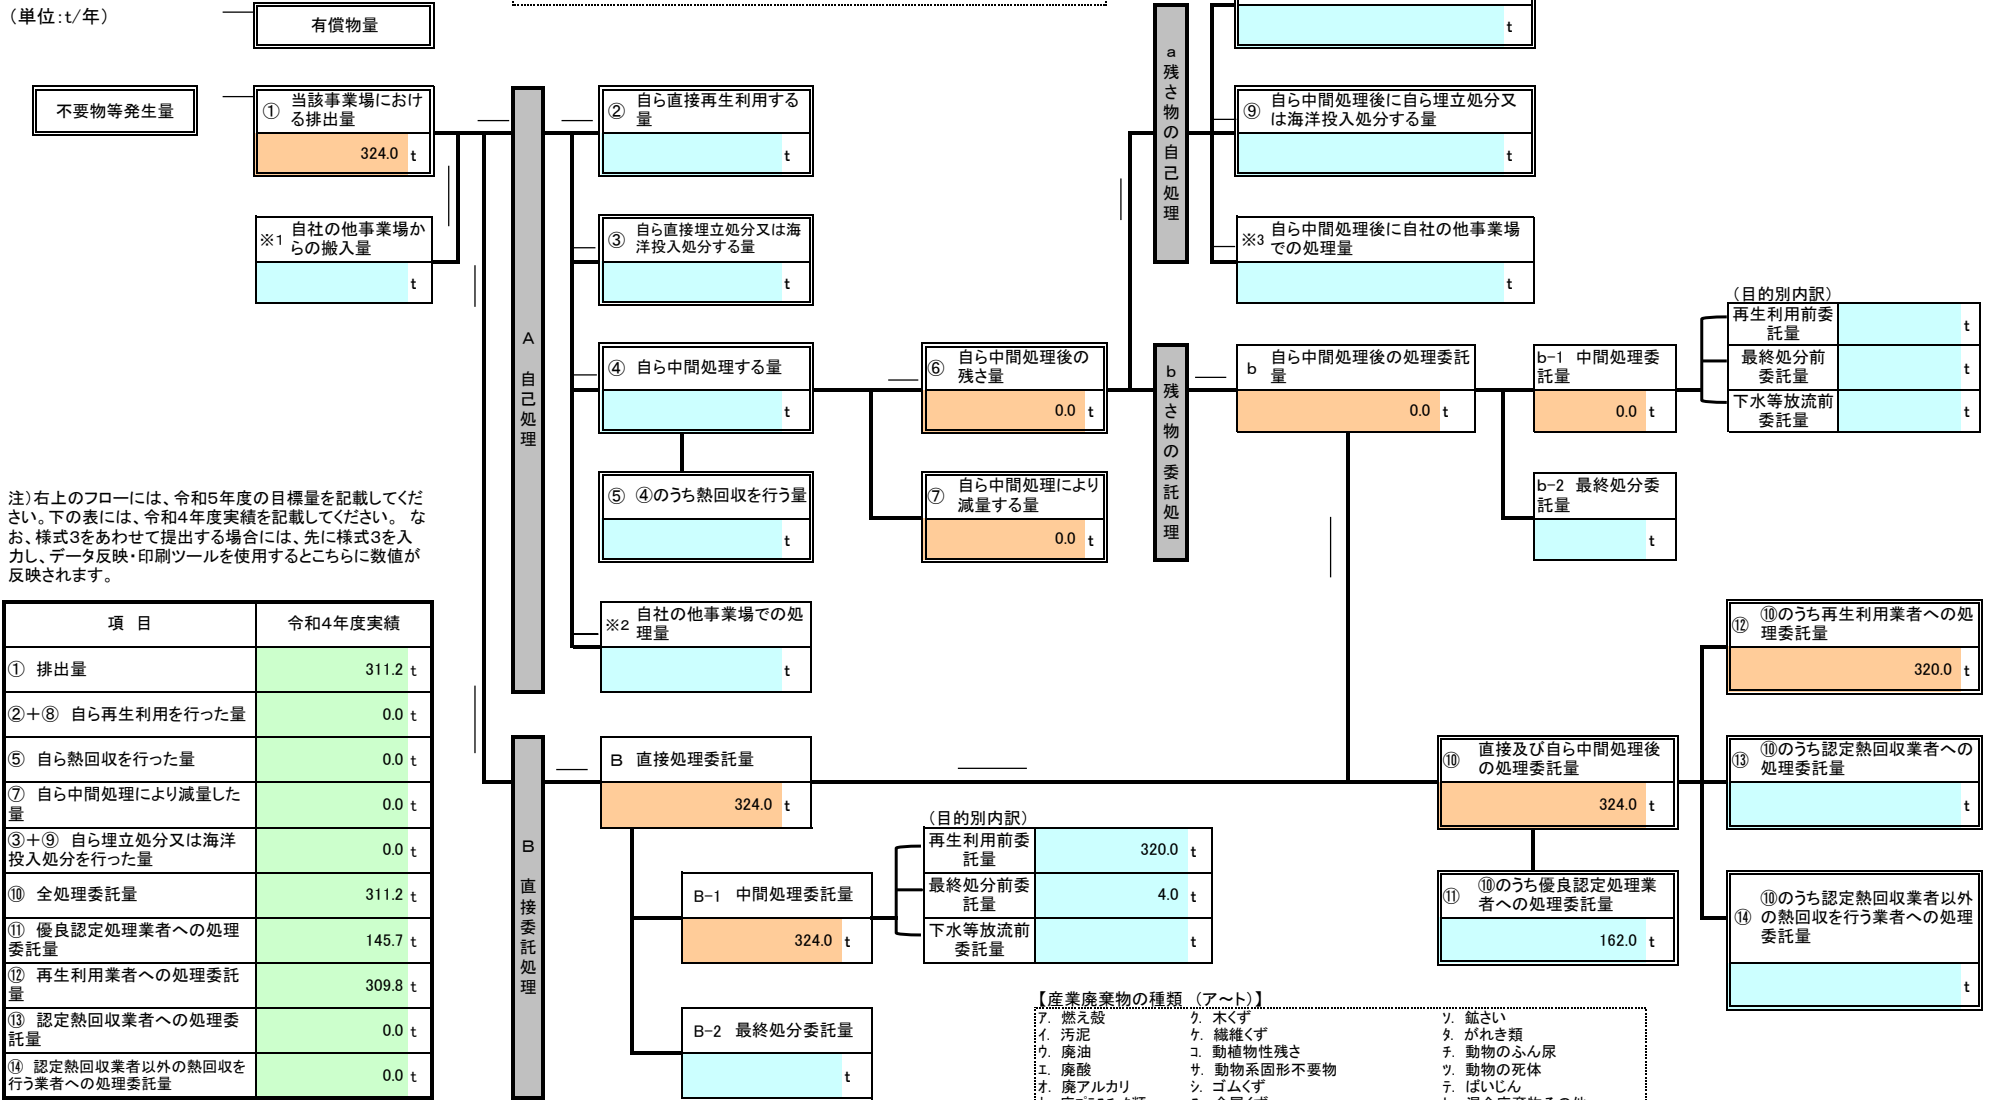 （単位:t/年）
有償物量
t
不要物等発生量
① 当該事業場におけ
る排出量
324.0 t
※1 自社の他事業場か
らの搬入量
t
A 自己処理
② 自ら直接再生利用する
量
t
③ 自ら直接埋立処分又は海
洋投入処分する量
t
④ 自ら中間処理する量
t
⑤ ④のうち熱回収を行う量
t
※2 自社の他事業場での処
理量
t
⑥ 自ら中間処理後の
残さ量
0.0 t
⑦ 自ら中間処理により
減量する量
0.0 t
a 残さ物の自己処理
⑨ 自ら中間処理後に自ら埋立処分又
は海洋投入処分する量
t
※3 自ら中間処理後に自社の他事業場
での処理量
t
b 残さ物の委託処理
b 自ら中間処理後の処理委託
量
0.0 t
b-1 中間処理委
託量
0.0 t
b-2 最終処分委
託量
t
（目的別内訳）
再生利用前委
託量
t
最終処分前
委託量
t
下水等放流前
委託量
t
注）右上のフローには、令和5年度の目標量を記載してくだ
さい。下の表には、令和4年度実績を記載してください。 な
お、様式3をあわせて提出する場合には、先に様式3を入
力し、データ反映・印刷ツールを使用するとこちらに数値が
反映されます。
項 目 令和4年度実績
① 排出量 311.2 t
②＋⑧ 自ら再生利用を行った量 0.0 t
⑤ 自ら熱回収を行った量 0.0 t
⑦ 自ら中間処理により減量した
量 0.0 t
③＋⑨ 自ら埋立処分又は海洋
投入処分を行った量 0.0 t
⑩ 全処理委託量 311.2 t
⑪ 優良認定処理業者への処理
委託量 145.7 t
⑫ 再生利用業者への処理委託
量 309.8 t
⑬ 認定熱回収業者への処理委
託量 0.0 t
⑭ 認定熱回収業者以外の熱回収を
行う業者への処理委託量 0.0 t
B 直接委託処理
B 直接処理委託量
324.0 t
B-1 中間処理委託量
324.0 t
B-2 最終処分委託量
t
（目的別内訳）
再生利用前委
託量
320.0 t
最終処分前委
託量
4.0 t
下水等放流前
委託量
t
⑩ 直接及び自ら中間処理後
の処理委託量
324.0 t
⑪ ⑩のうち優良認定処理業
者への処理委託量
162.0 t
⑫ ⑩のうち再生利用業者への処
理委託量
320.0 t
⑬ ⑩のうち認定熱回収業者への
処理委託量
t
⑭ ⑩のうち認定熱回収業者以外
の熱回収を行う業者への処理
委託量
t
【産業廃棄物の種類 （ア～ト）】
ア. 燃え殻 ク. 木くず ソ. 鉱さい
イ. 汚泥 ケ. 繊維くず タ. がれき類
ウ. 廃油 コ. 動植物性残さ チ. 動物のふん尿
エ. 廃酸 サ. 動物系固形不要物 ツ. 動物の死体
オ. 廃アルカリ シ. ゴムくず テ. ばいじん